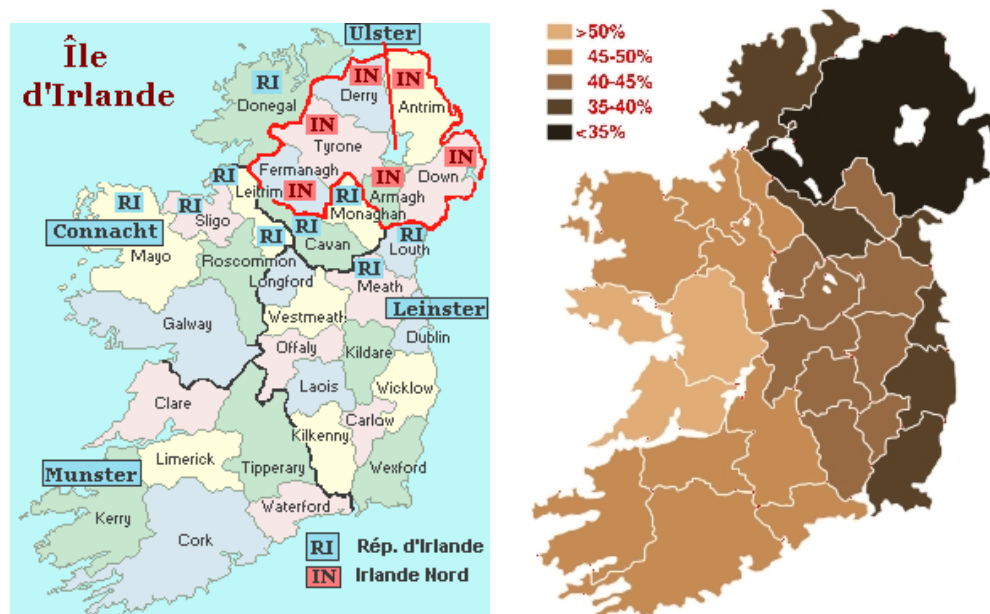 Île
d'Irlande
Ulster
RI
Donegal
IN
Derry
IN
Antrim
IN
Tyrone
IN
Down
Fermanagh
IN
IN
Armagh
RI
Leitrim
RI
Monaghan
RI
Mayo
RI
Sligo
Connacht
RI
Roscommon
RI
Cavan
RI
Louth
Longford
RI
Meath
Leinster
Galway
Westmeath
Dublin
Offaly
Kildare
Laois
Wicklow
Clare
Carlow
Kilkenny
Limerick
Tipperary
Wexford
Munster
Waterford
Kerry
Cork
RI Rép. d'Irlande
IN Irlande Nord
>50%
45-50%
40-45%
35-40%
<35%